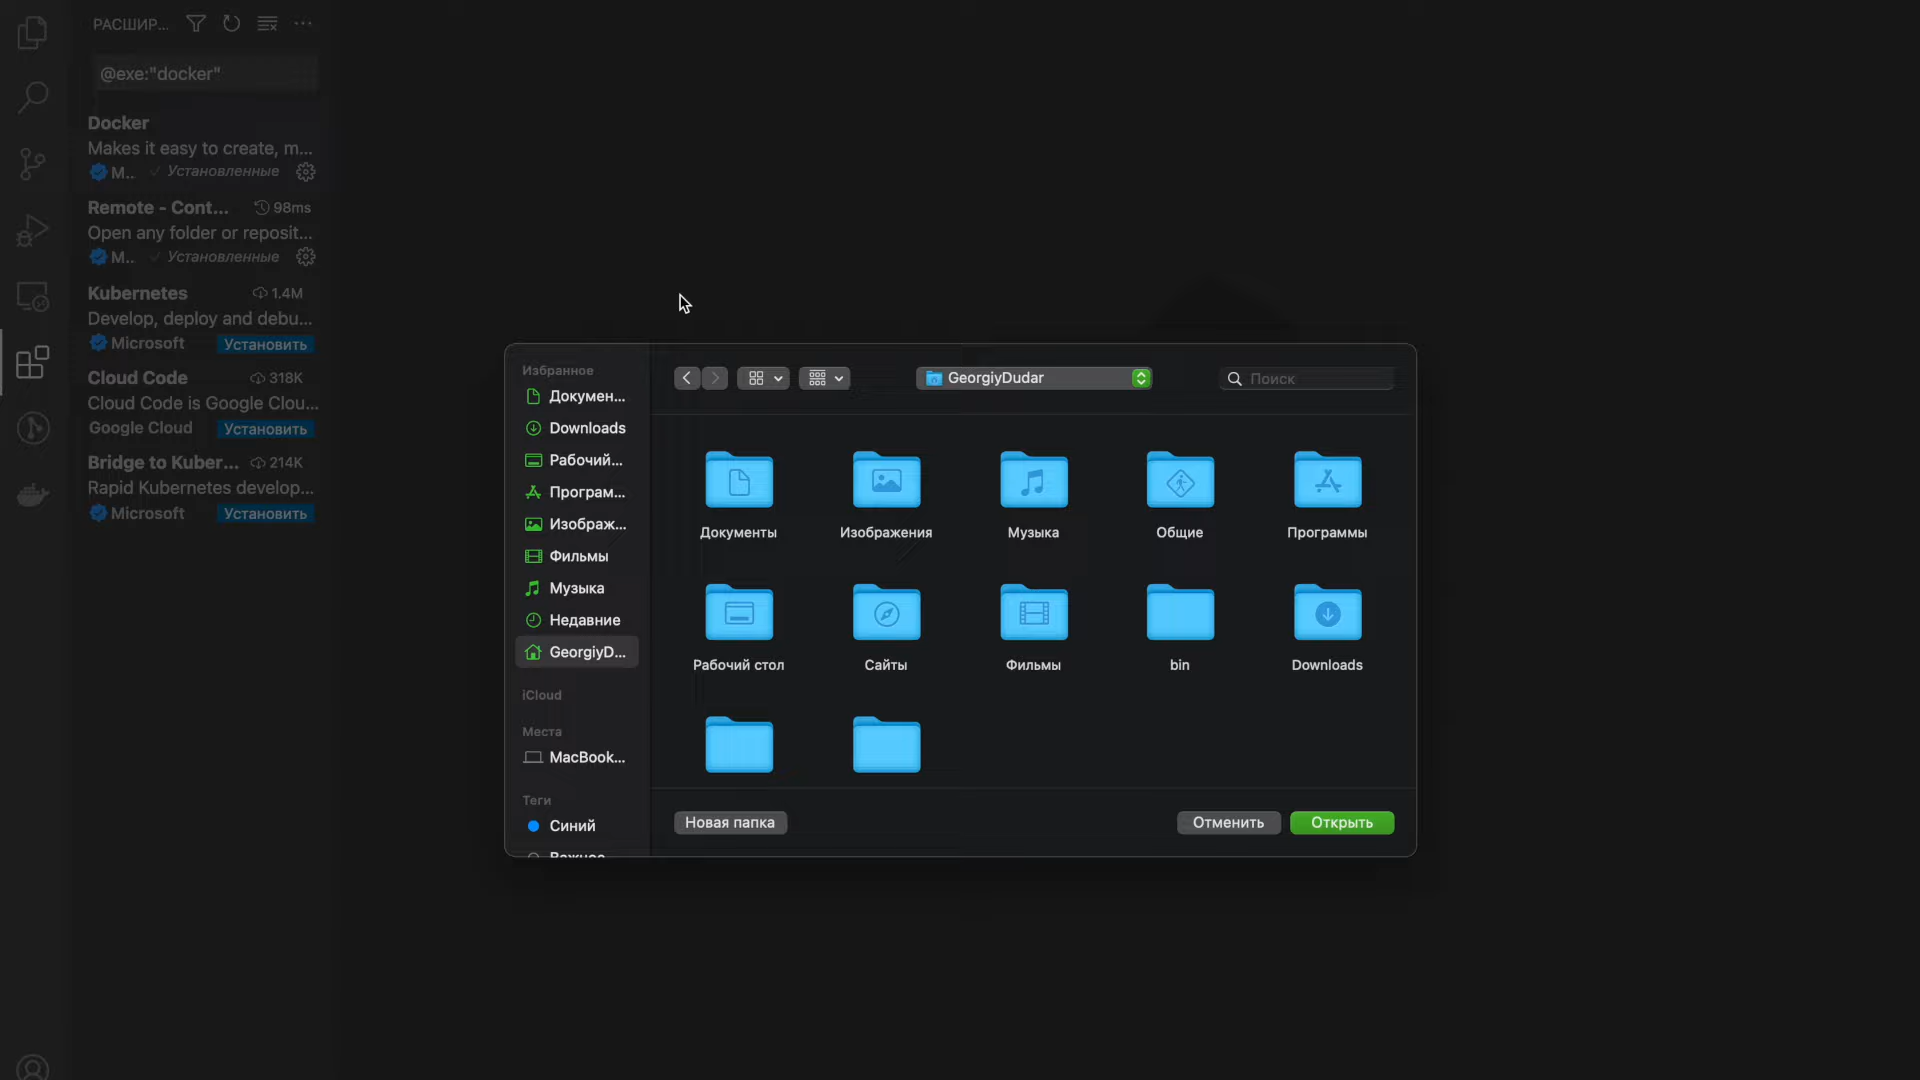 РАСШИР...
@exe:"docker"
Docker
Makes it easy to create, m...
M... ✓ Установленные
Remote - Cont... 98ms
Open any folder or reposit...
M... ✓ Установленные
Kubernetes 1.4M
Develop, deploy and debu...
Microsoft Установить
Cloud Code 318K
Cloud Code is Google Clou...
Google Cloud Установить
Bridge to Kuber... 214K
Rapid Kubernetes develop...
Microsoft Установить
Избранное
Докумен...
Downloads
Рабочий...
Програм...
Изображ...
Фильмы
Музыка
Недавние
GeorgiyD...
iCloud
Места
MacBook...
Теги
Синий
Важное
GeorgiyDudar
Поиск
Документы
Изображения
Музыка
Общие
Программы
Рабочий стол
Сайты
Фильмы
bin
Downloads
Новая папка
Отменить
Открыть